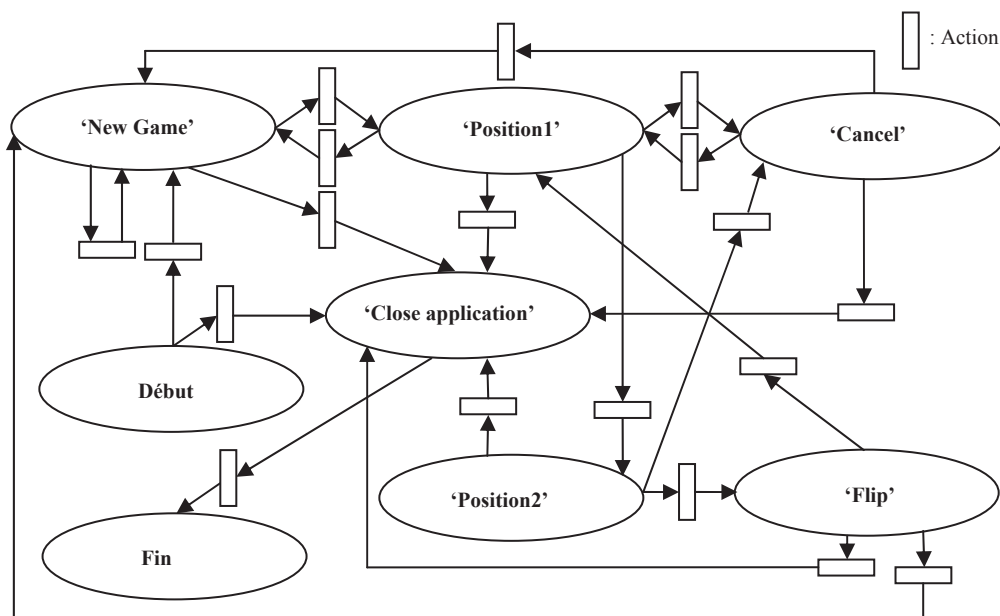 : Action
‘New Game’
‘Position1’
‘Cancel’
‘Close application’
Début
‘Position2’
‘Flip’
Fin